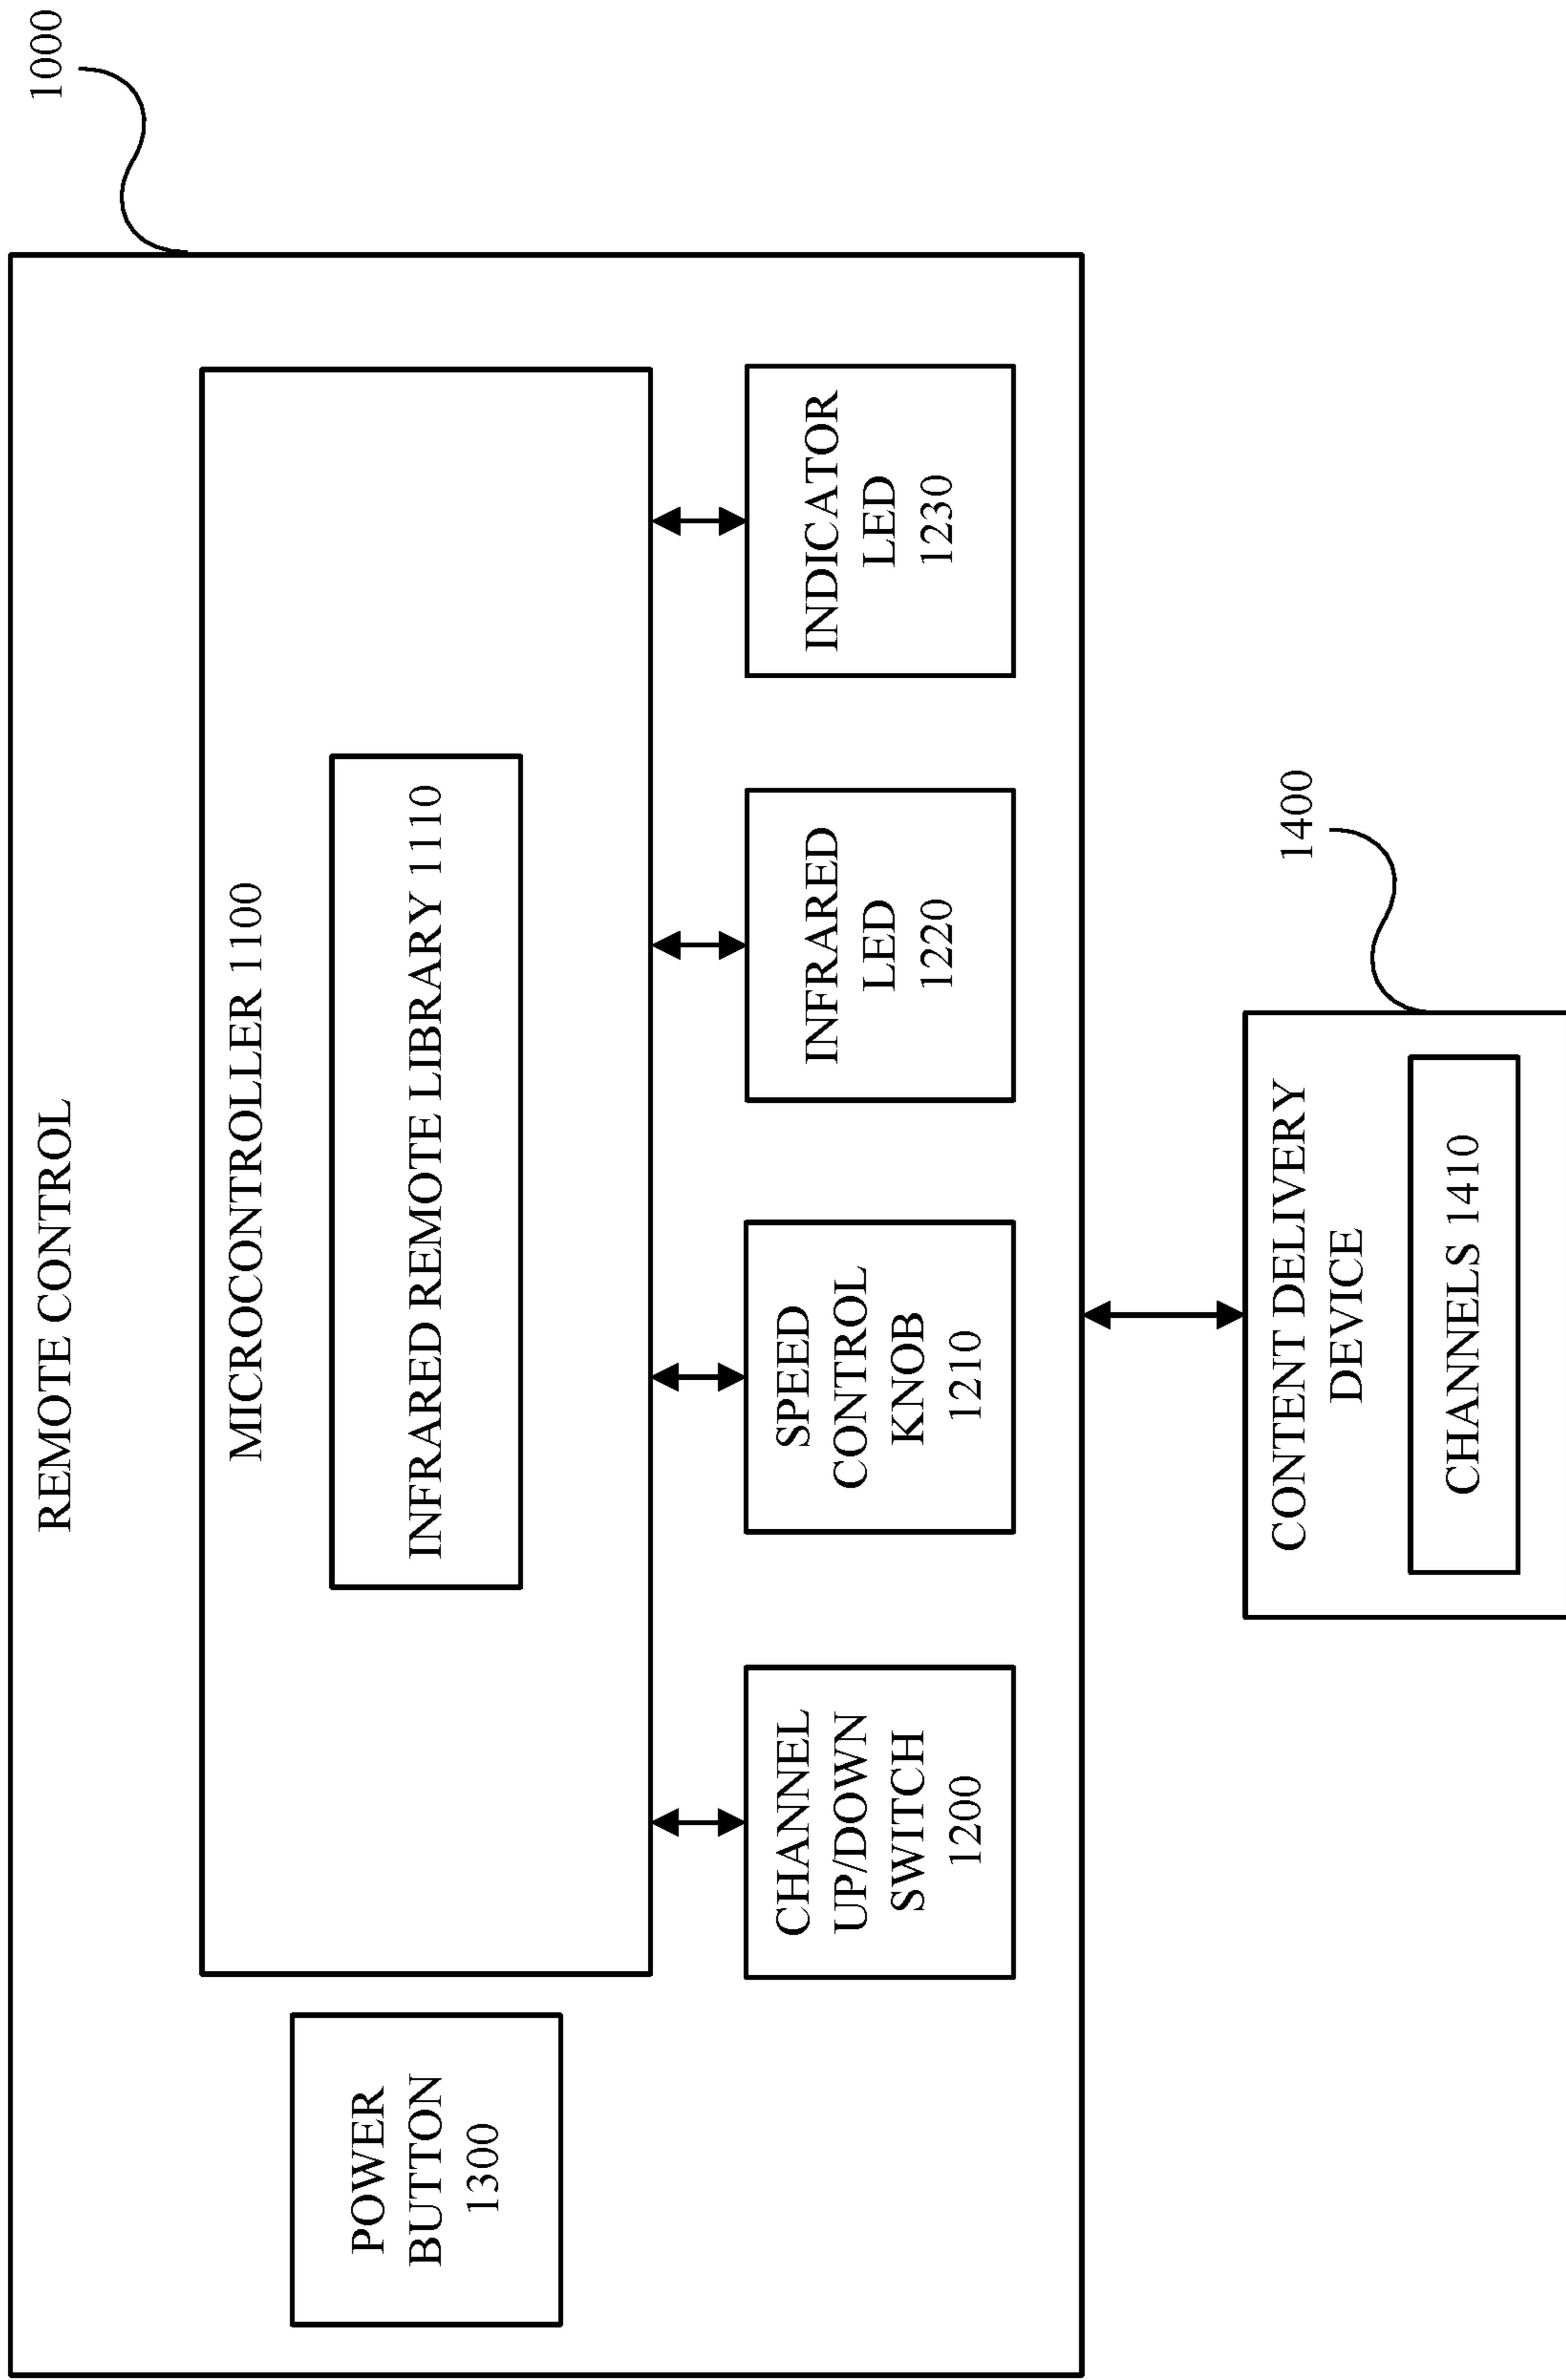 1000
REMOTE CONTROL
MICROCONTROLLER 1100
INFRARED REMOTE LIBRARY 1110
POWER
BUTTON
1300
CHANNEL
UP/DOWN
SWITCH
1200
SPEED
CONTROL
KNOB
1210
INFRARED
LED
1220
INDICATOR
LED
1230
1400
CONTENT DELIVERY
DEVICE
CHANNELS 1410